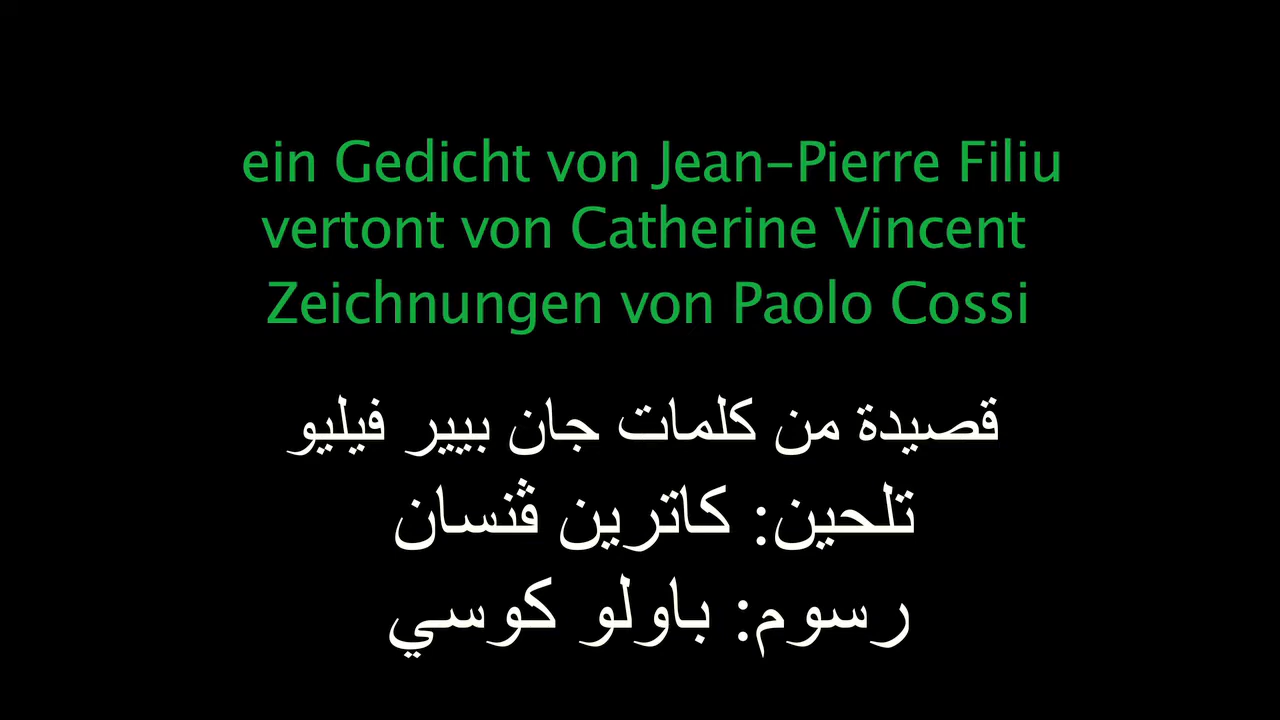 ein Gedicht von Jean-Pierre Filiu
vertont von Catherine Vincent
Zeichnungen von Paolo Cossi
قصيدة من كلمات جان بيير فيليو
تلحين: كاترين ڤنسان
رسوم: باولو كوسي